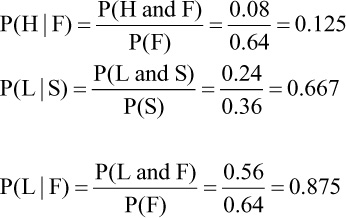 P(H | F) = P(H and F) / P(F) = 0.08 / 0.64 = 0.125
P(L | S) = P(L and S) / P(S) = 0.24 / 0.36 = 0.667
P(L | F) = P(L and F) / P(F) = 0.56 / 0.64 = 0.875